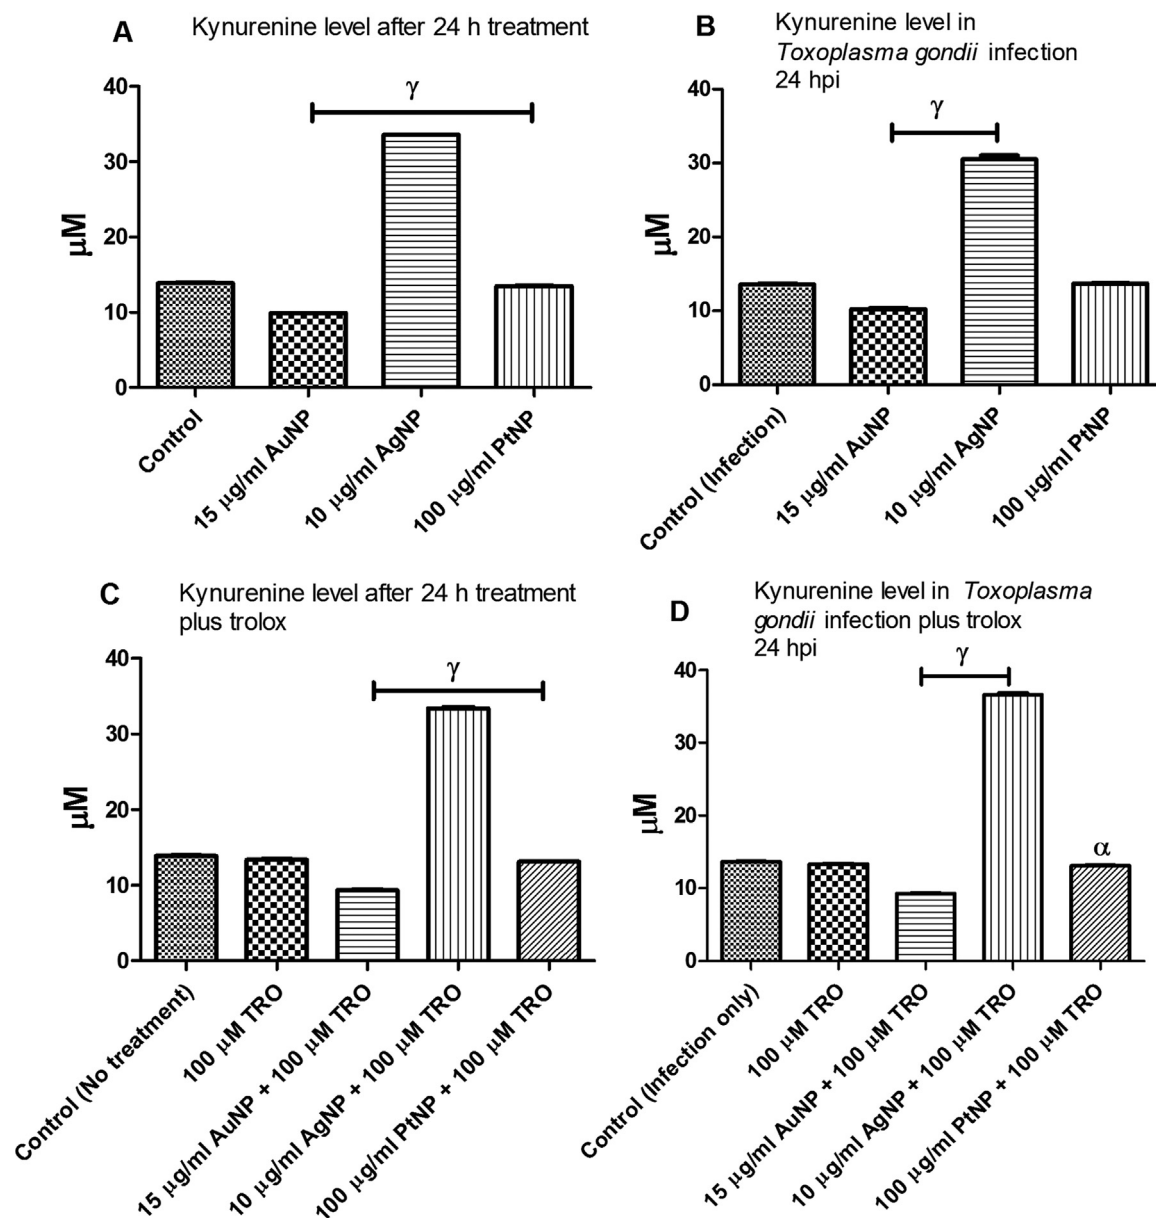 A
Kynurenine level after 24 h treatment
γ
40
30
20
10
0
μM
Control
15 μg/ml AuNP
10 μg/ml AgNP
100 μg/ml PtNP
B
Kynurenine level in
Toxoplasma gondii infection
24 hpi
γ
40
30
20
10
0
μM
Control (Infection)
15 μg/ml AuNP
10 μg/ml AgNP
100 μg/ml PtNP
C
Kynurenine level after 24 h treatment
plus trolox
γ
40
30
20
10
0
μM
Control (No treatment)
100 μM TRO
15 μg/ml AuNP + 100 μM TRO
10 μg/ml AgNP + 100 μM TRO
100 μg/ml PtNP + 100 μM TRO
D
Kynurenine level in Toxoplasma
gondii infection plus trolox
24 hpi
γ
40
30
20
10
0
μM
α
Control (Infection only)
100 μM TRO
15 μg/ml AuNP + 100 μM TRO
10 μg/ml AgNP + 100 μM TRO
100 μg/ml PtNP + 100 μM TRO